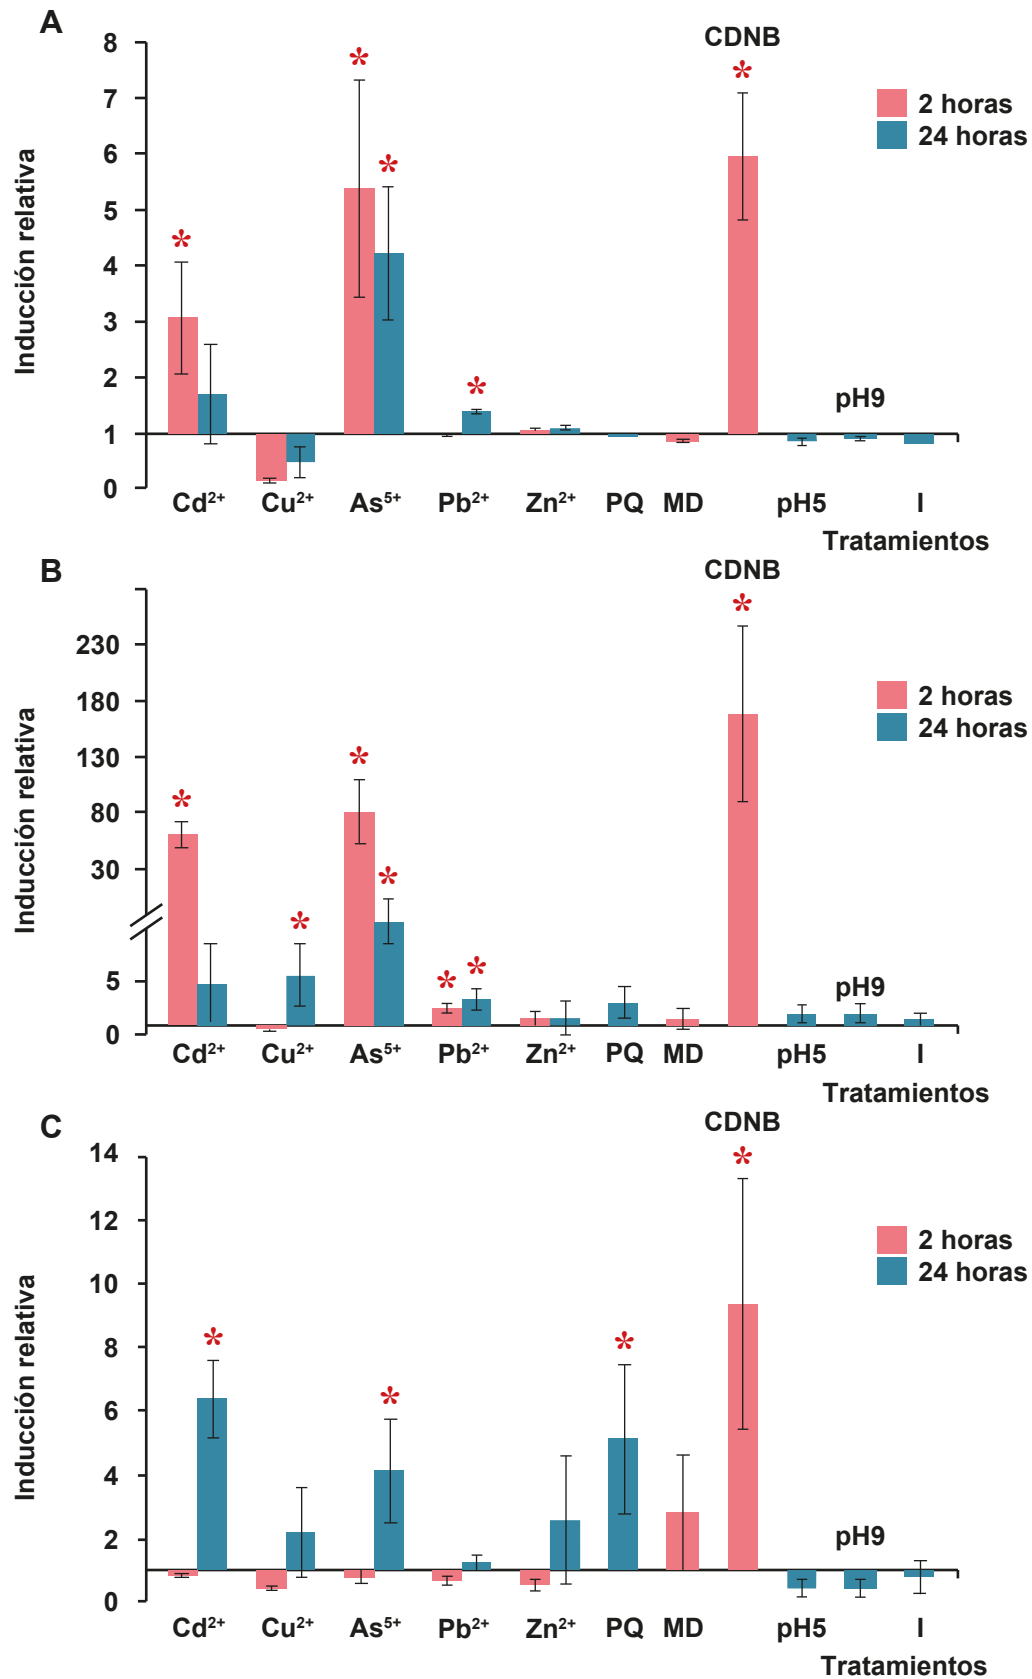 A
CDNB
8
7
6
5
4
3
2
1
0
Inducción relativa
2 horas
24 horas
pH9
Cd²⁺ Cu²⁺ As⁵⁺ Pb²⁺ Zn²⁺ PQ MD pH5 I
Tratamientos
B
CDNB
230
180
130
80
30
5
0
Inducción relativa
2 horas
24 horas
pH9
Cd²⁺ Cu²⁺ As⁵⁺ Pb²⁺ Zn²⁺ PQ MD pH5 I
Tratamientos
C
CDNB
14
12
10
8
6
4
2
0
Inducción relativa
2 horas
24 horas
pH9
Cd²⁺ Cu²⁺ As⁵⁺ Pb²⁺ Zn²⁺ PQ MD pH5 I
Tratamientos